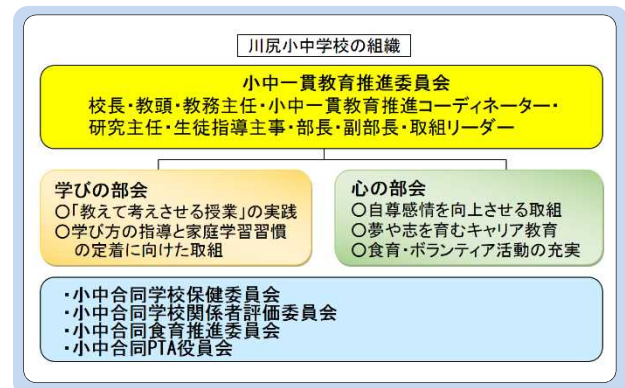 川尻小中学校の組織
小中一貫教育推進委員会
校長・教頭・教務主任・小中一貫教育推進コーディネーター・
研究主任・生徒指導主事・部長・副部長・取組リーダー
学びの部会
○「教えて考えさせる授業」の実践
○学び方の指導と家庭学習習慣
の定着に向けた取組
心の部会
○自尊感情を向上させる取組
○夢や志を育むキャリア教育
○食育・ボランティア活動の充実
・小中合同学校保健委員会
・小中合同学校関係者評価委員会
・小中合同食育推進委員会
・小中合同PTA役員会